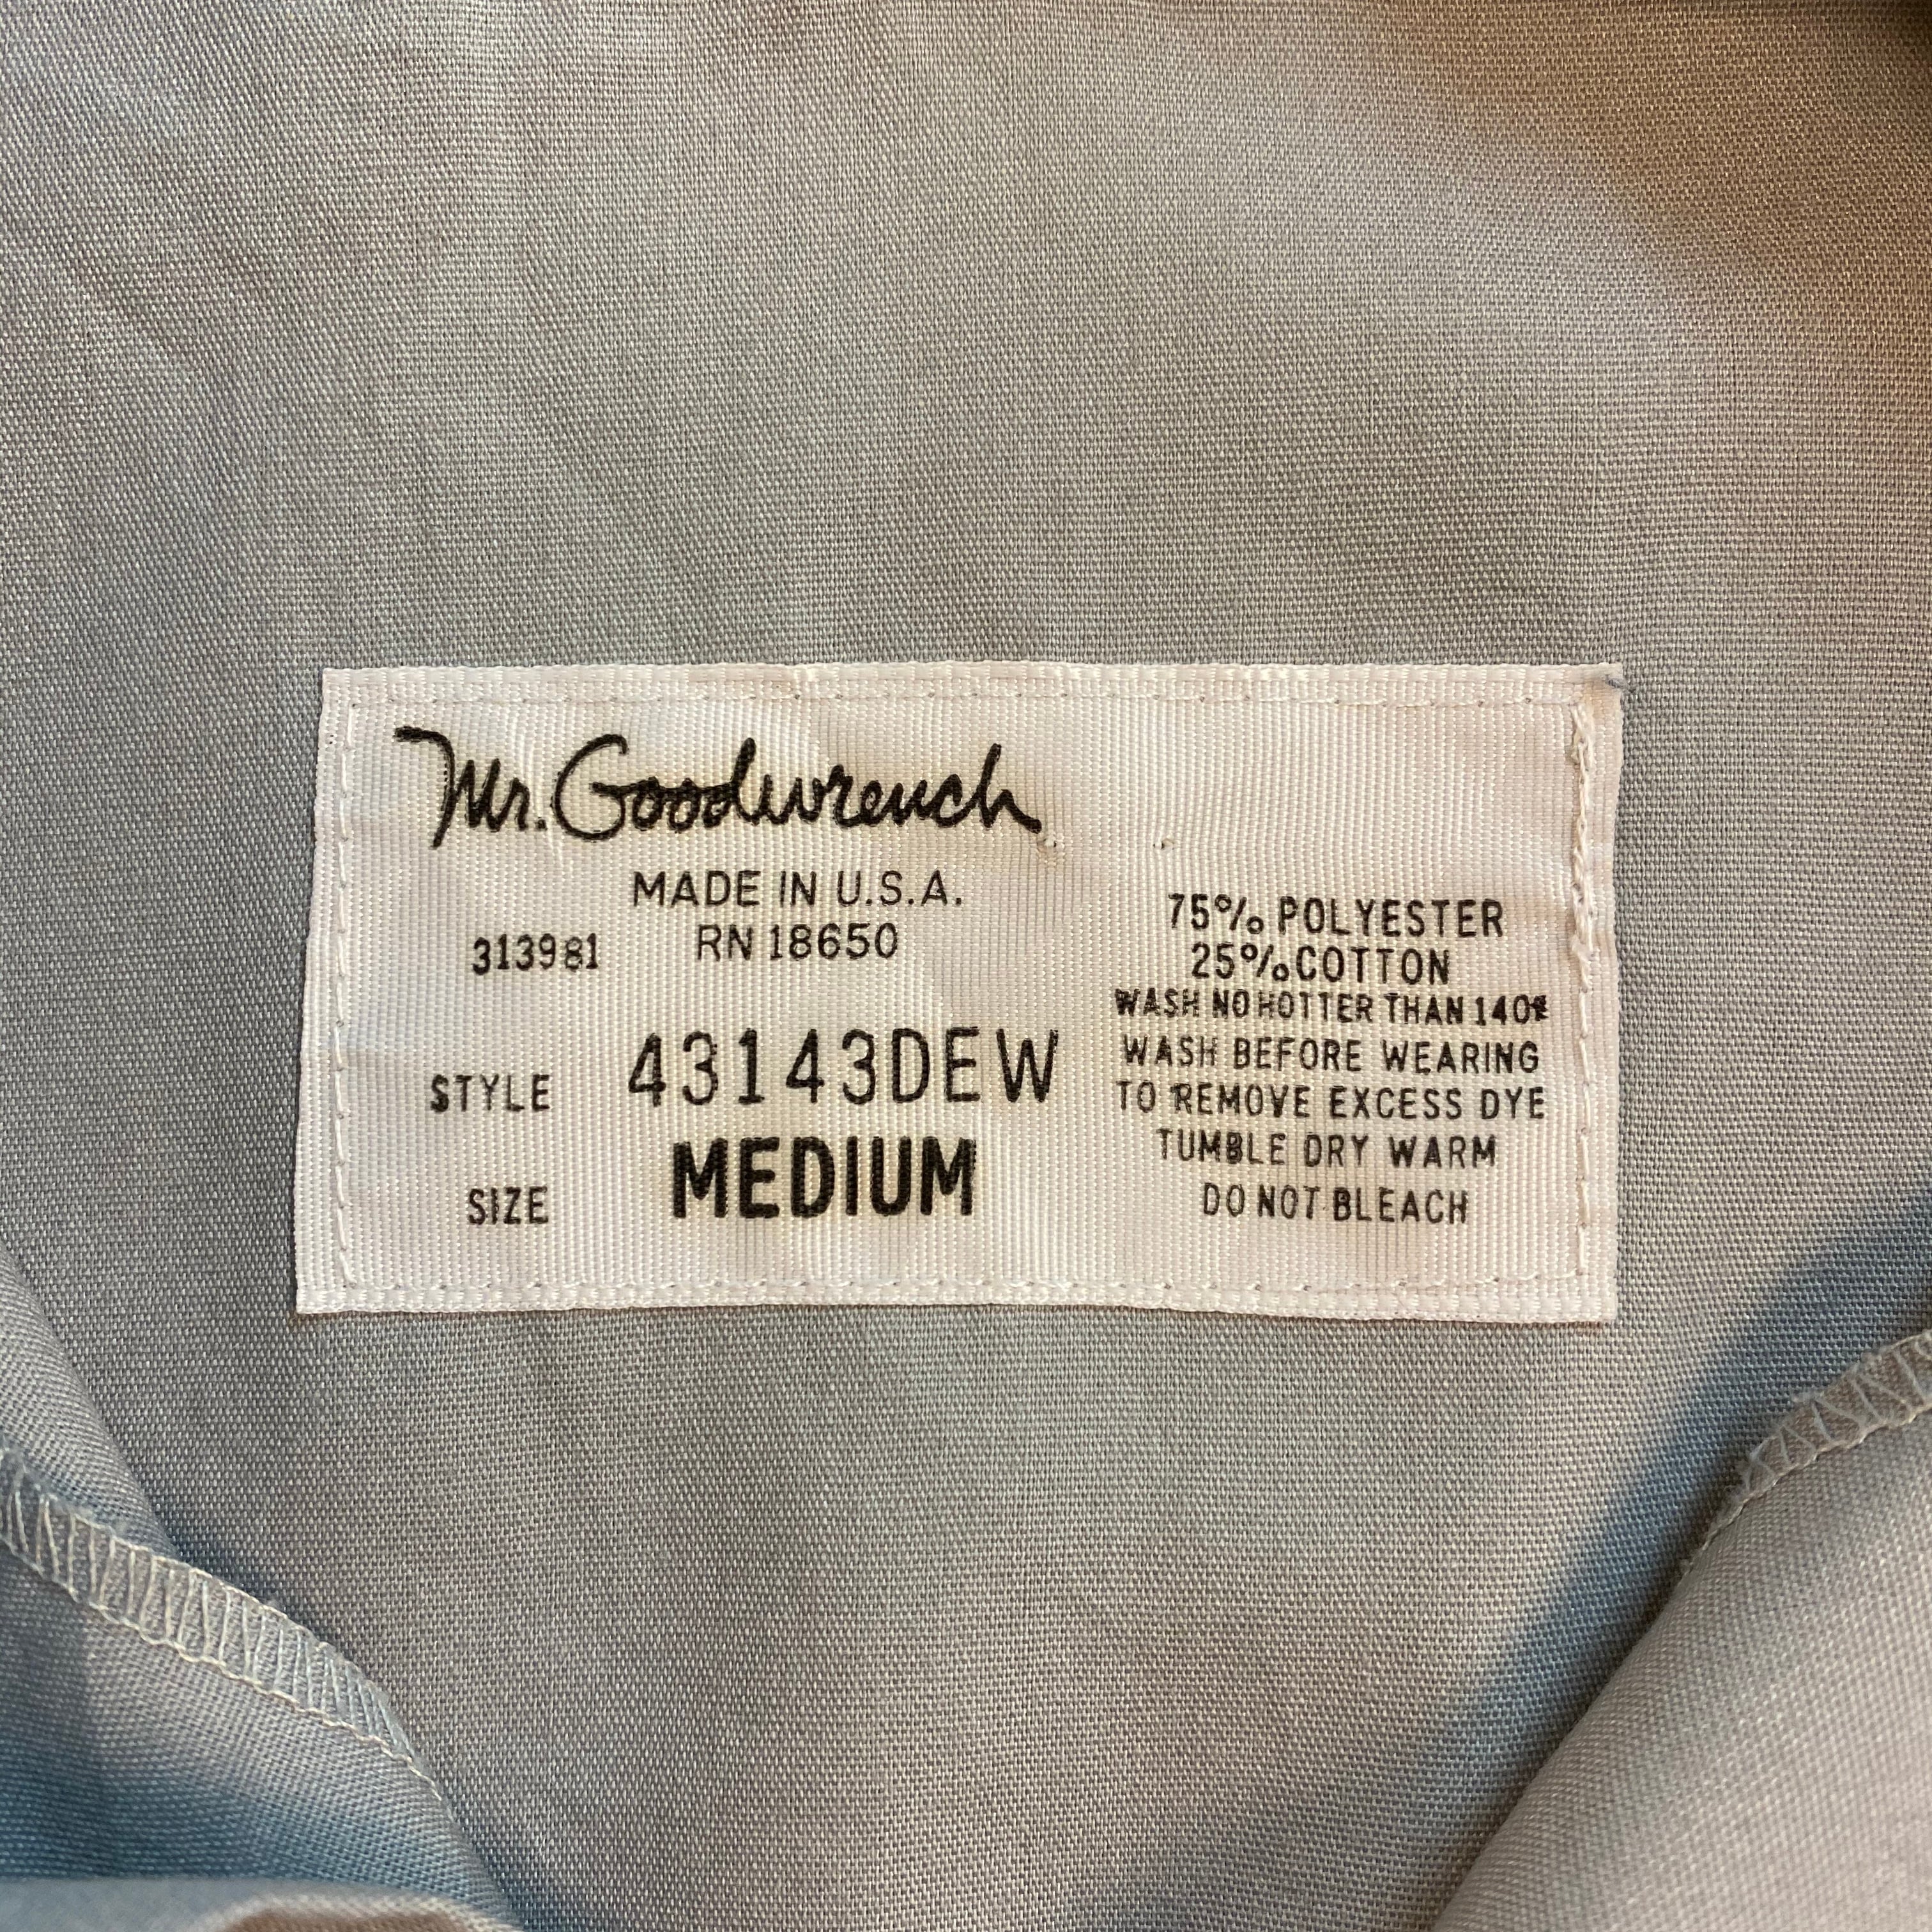 Mr. Goodwrench
MADE IN U.S.A.
313981 RN 18650
STYLE 43143DEW
SIZE MEDIUM
75% POLYESTER
25% COTTON
WASH NO HOTTER THAN 140F
WASH BEFORE WEARING
TO REMOVE EXCESS DYE
TUMBLE DRY WARM
DO NOT BLEACH